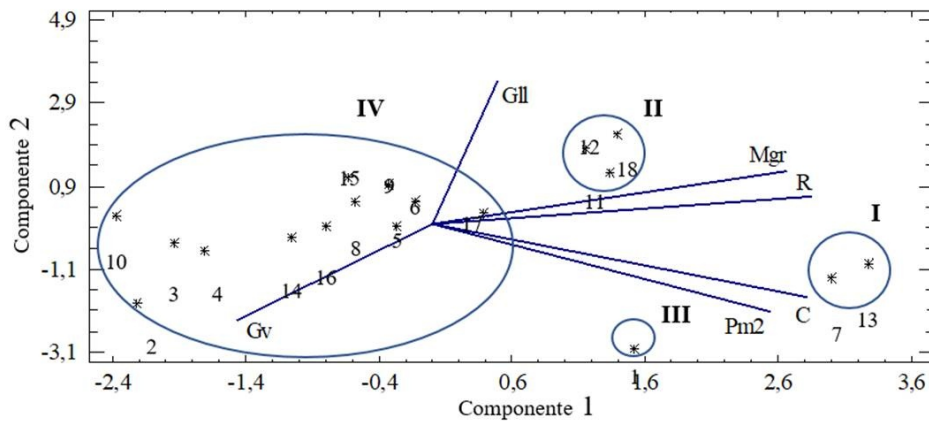 4,9
2,9
0,9
-1,1
-3,1
Componente 2
IV
Gll
II
12
18
Mgr
R
11
15
9
6
17
5
8
I
10
3
4
14
16
Gv
2
III
Pm2
C
7
13
1
-2,4 -1,4 -0,4 0,6 1,6 2,6 3,6
Componente 1